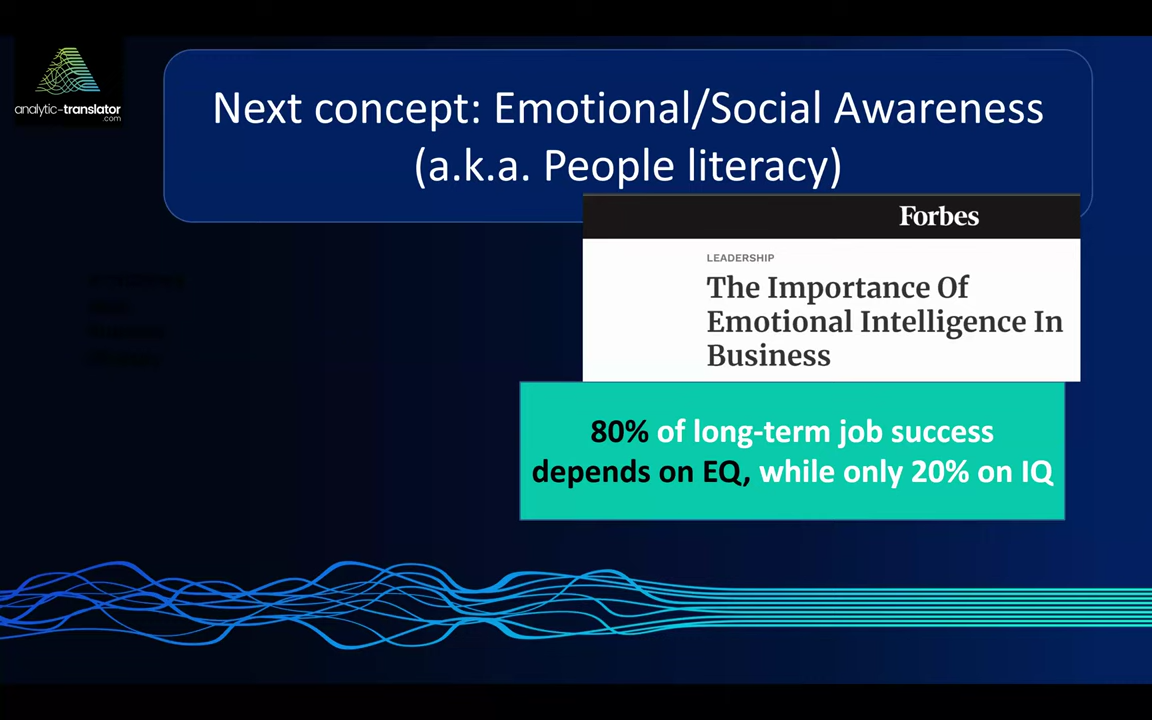 analytic-translator
.com
Next concept: Emotional/Social Awareness
(a.k.a. People literacy)
Forbes
LEADERSHIP
The Importance Of
Emotional Intelligence In
Business
80% of long-term job success
depends on EQ, while only 20% on IQ